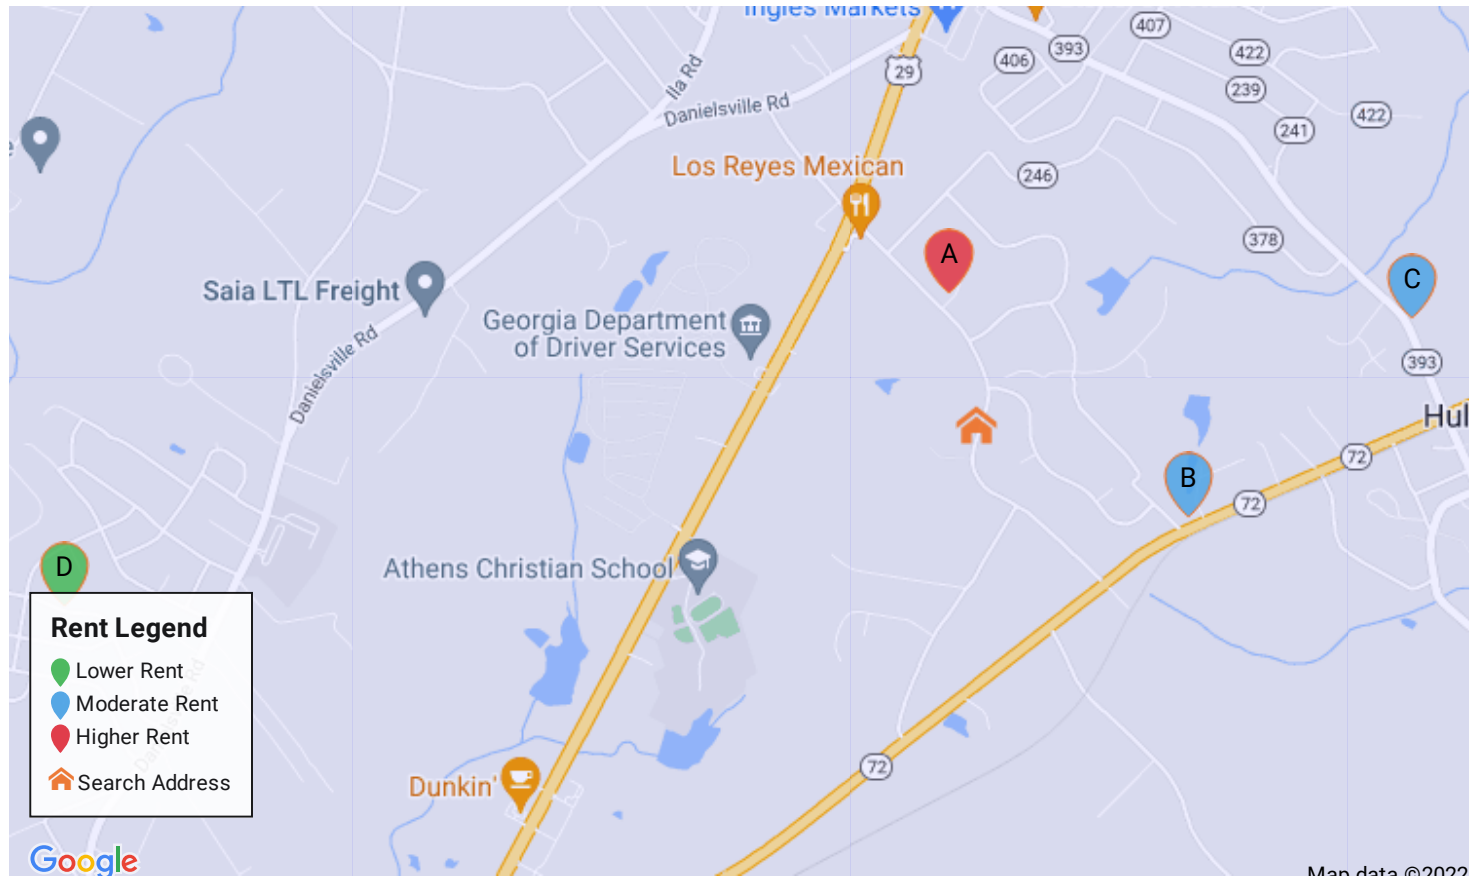 Ingles Markets
407
393
422
406
29
Ila Rd
239
Danielsville Rd
422
241
Los Reyes Mexican
246
378
A
C
Saia LTL Freight
Georgia Department
of Driver Services
Danielsville Rd
393
Hul
72
B
72
Athens Christian School
D
Rent Legend
Lower Rent
Moderate Rent
Higher Rent
Search Address
Danielsville Rd
72
Dunkin'
Google
Map data ©2022